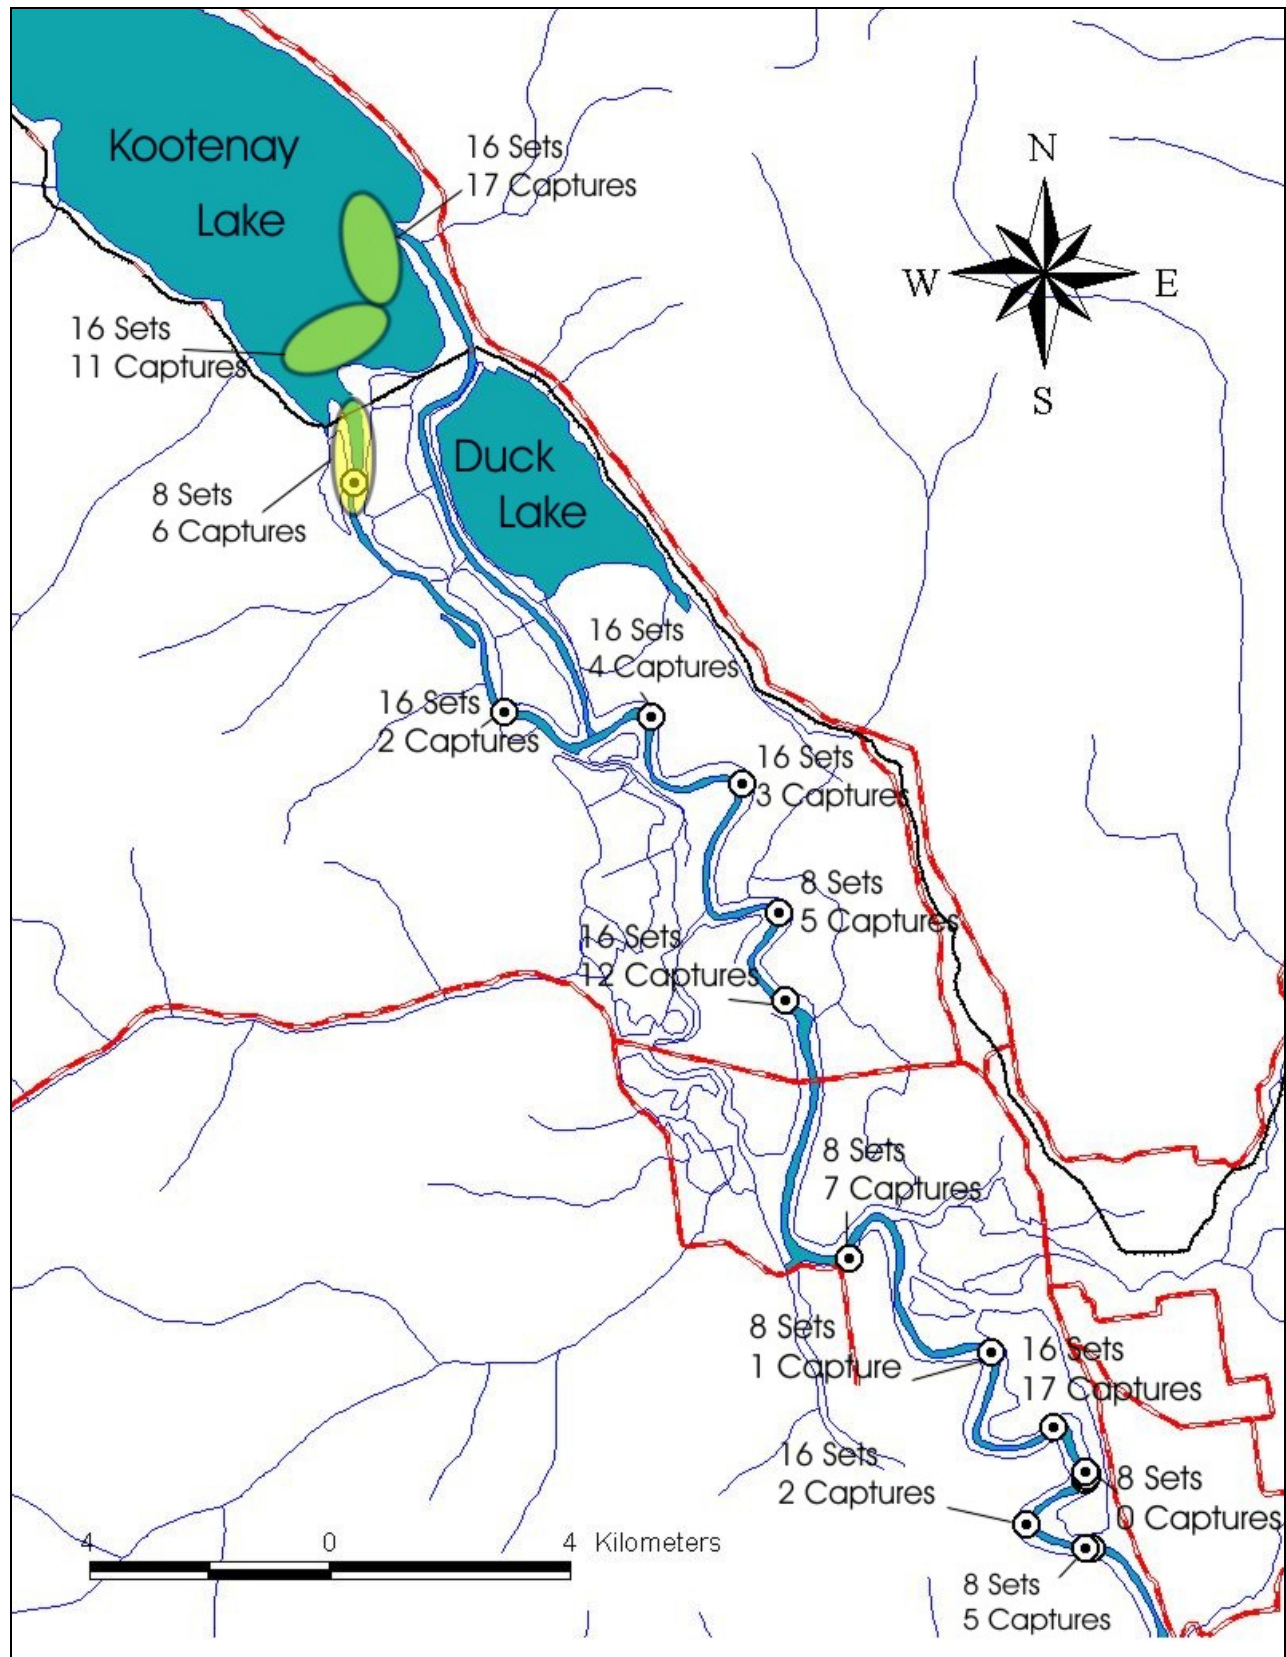 Kootenay
Lake
16 Sets
17 Captures
N
W
E
S
16 Sets
11 Captures
Duck
Lake
8 Sets
6 Captures
16 Sets
4 Captures
16 Sets
2 Captures
16 Sets
3 Captures
8 Sets
5 Captures
16 Sets
12 Captures
8 Sets
7 Captures
8 Sets
1 Capture
16 Sets
17 Captures
16 Sets
2 Captures
8 Sets
0 Captures
4 0 4 Kilometers
8 Sets
5 Captures